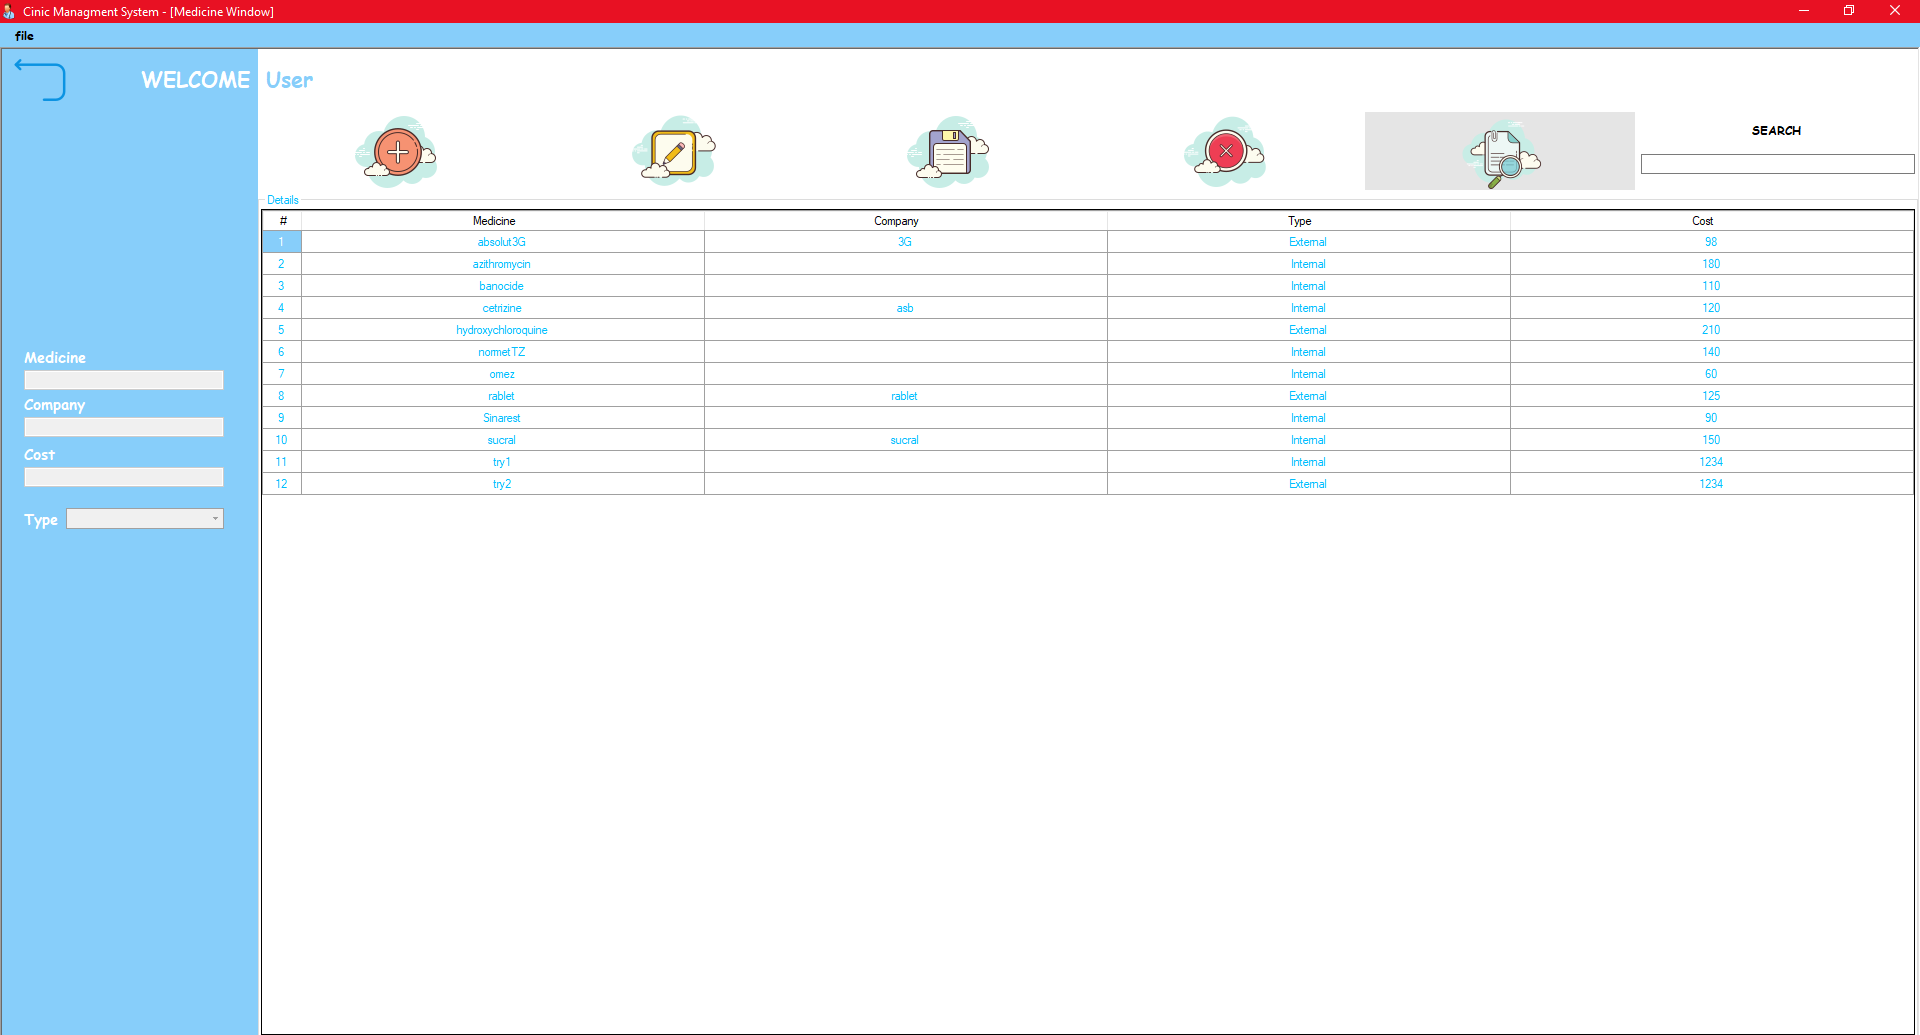 Cinic Managment System - [Medicine Window]
file
WELCOME User
SEARCH
Details
# Medicine Company Type Cost
1 absolut3G 3G External 98
2 azithromycin Internal 180
3 banocide Internal 110
4 cetrizine asb Internal 120
5 hydroxychloroquine External 210
6 normetTZ Internal 140
7 omez Internal 60
8 rablet rablet External 125
9 Sinarest Internal 90
10 sucral sucral Internal 150
11 try1 Internal 1234
12 try2 External 1234
Medicine
Company
Cost
Type